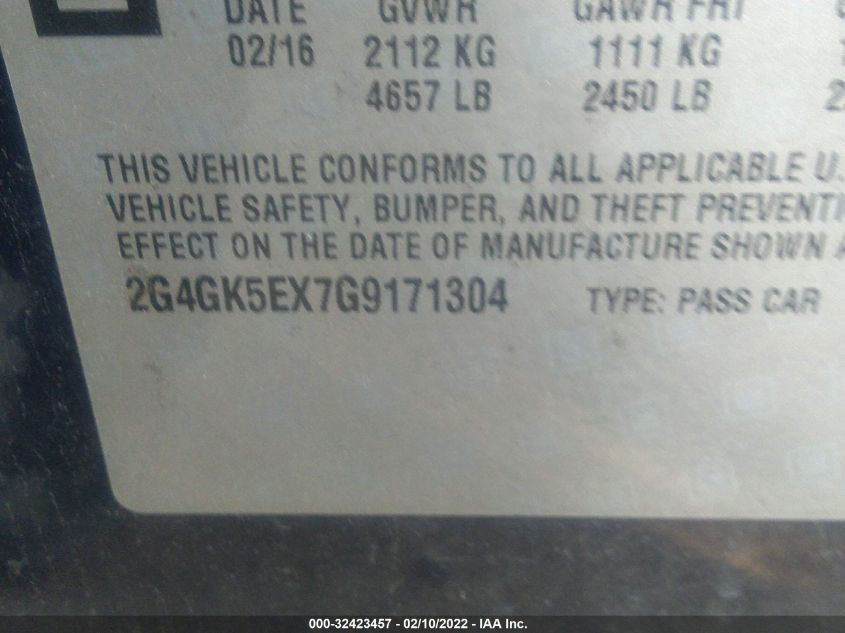 DATE GVWR GAWR FRT
02/16 2112 KG 1111 KG
4657 LB 2450 LB 2
THIS VEHICLE CONFORMS TO ALL APPLICABLE U.
VEHICLE SAFETY, BUMPER, AND THEFT PREVENTI
EFFECT ON THE DATE OF MANUFACTURE SHOWN A
2G4GK5EX7G9171304 TYPE: PASS CAR
000-32423457 - 02/10/2022 - IAA Inc.